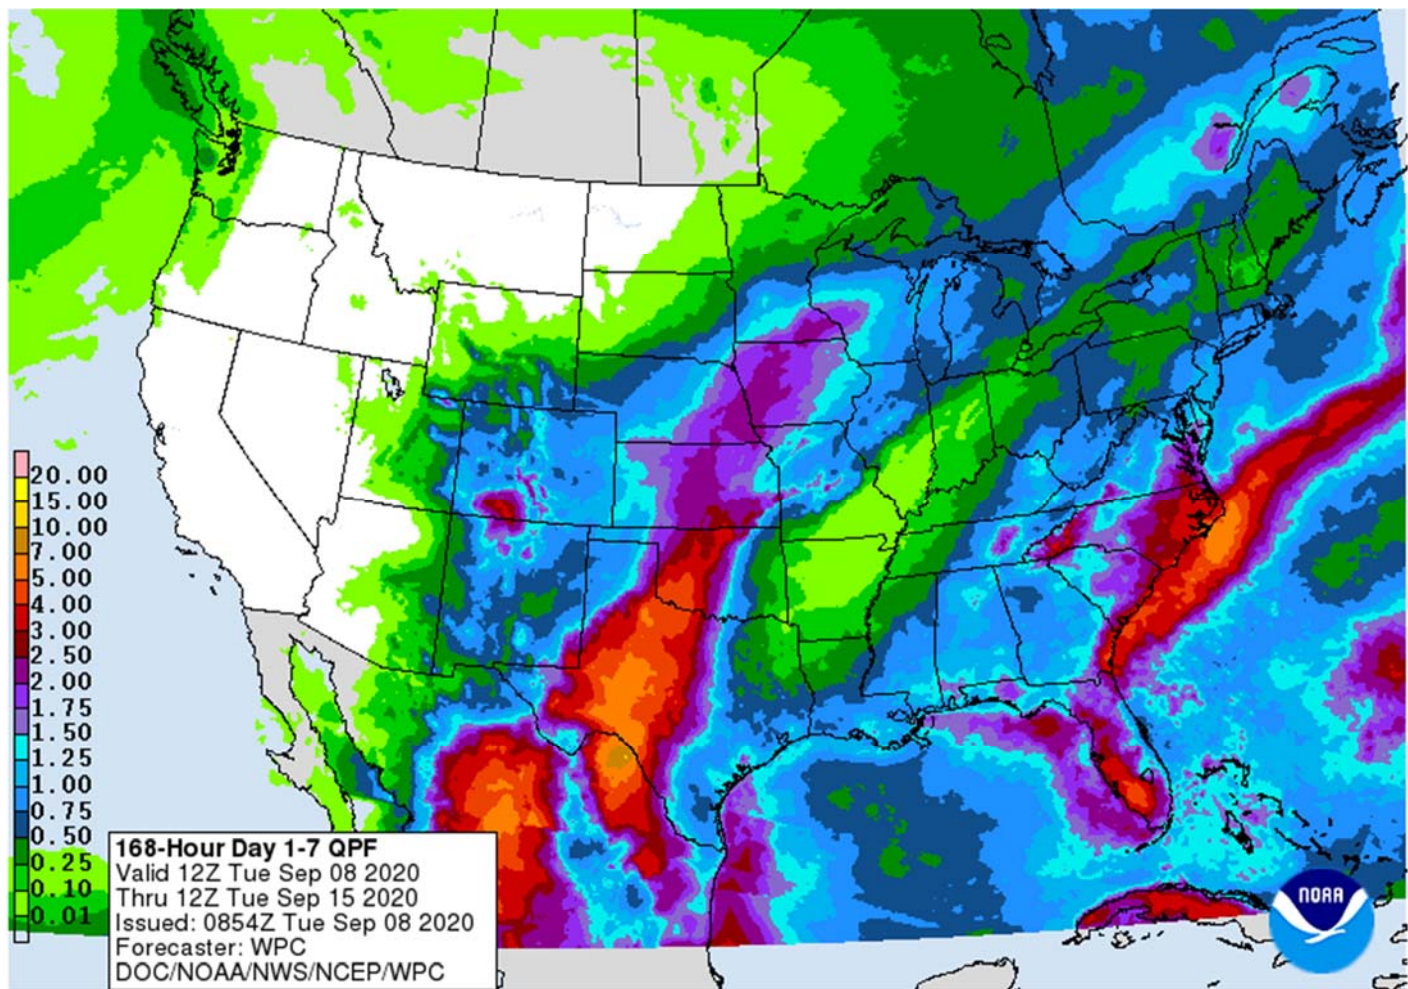 20.00
15.00
10.00
7.00
5.00
4.00
3.00
2.50
2.00
1.75
1.50
1.25
1.00
0.75
0.50
0.25
0.10
0.01
168-Hour Day 1-7 QPF
Valid 12Z Tue Sep 08 2020
Thru 12Z Tue Sep 15 2020
Issued: 0854Z Tue Sep 08 2020
Forecaster: WPC
DOC/NOAA/NWS/NCEP/WPC
NOAA